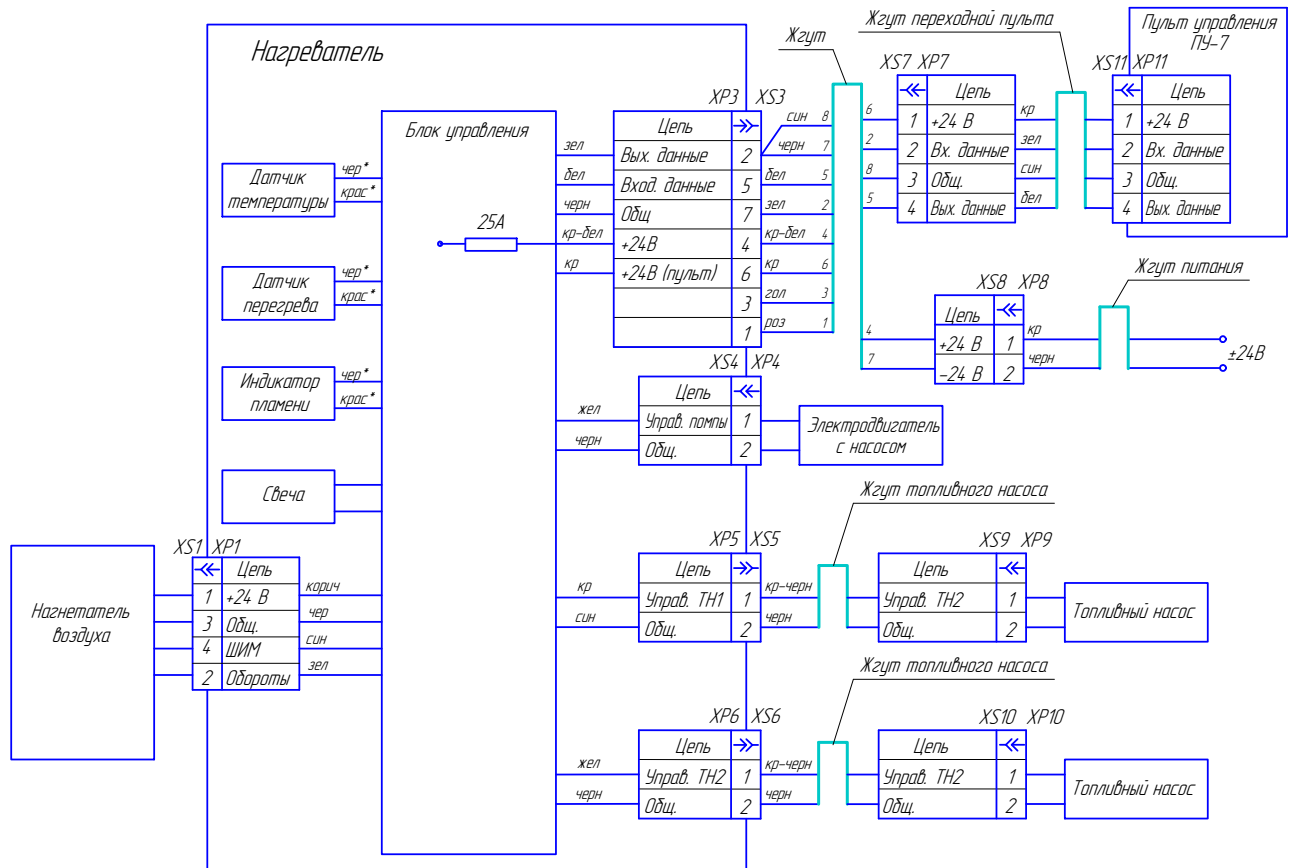 Нагреватель
Жгут
Жгут переходной пульта
Пульт управления
ПУ-7
Блок управления
Датчик
температуры
чер*
крас*
Датчик
перегрева
чер*
крас*
Индикатор
пламени
чер*
крас*
Свеча
25А
зел
бел
черн
кр-бел
кр
XP3 XS3
Цепь
Вых. данные 2
Вход. данные 5
Общ 7
+24В 4
+24В (пульт) 6
3
1
син 8
черн 7
бел 5
зел 2
кр-бел 4
кр 6
гол 3
роз 1
6
2
8
5
XS7 XP7
Цепь
1 +24 В
2 Вх. данные
3 Общ.
4 Вых. данные
кр
зел
син
бел
XS11 XP11
Цепь
1 +24 В
2 Вх. данные
3 Общ.
4 Вых. данные
Жгут питания
4
7
XS8 XP8
Цепь
+24 В 1
-24 В 2
кр
черн
±24В
жел
черн
XS4 XP4
Цепь
Управ. помпы 1
Общ. 2
Электродвигатель
с насосом
Нагнетатель
воздуха
XS1 XP1
Цепь
1 +24 В
3 Общ.
4 ШИМ
2 Обороты
корич
чер
син
зел
Жгут топливного насоса
кр
син
XP5 XS5
Цепь
Управ. ТН1 1
Общ. 2
кр-черн
черн
XS9 XP9
Цепь
Управ. ТН2 1
Общ. 2
Топливный насос
Жгут топливного насоса
жел
черн
XP6 XS6
Цепь
Управ. ТН2 1
Общ. 2
кр-черн
черн
XS10 XP10
Цепь
Управ. ТН2 1
Общ. 2
Топливный насос